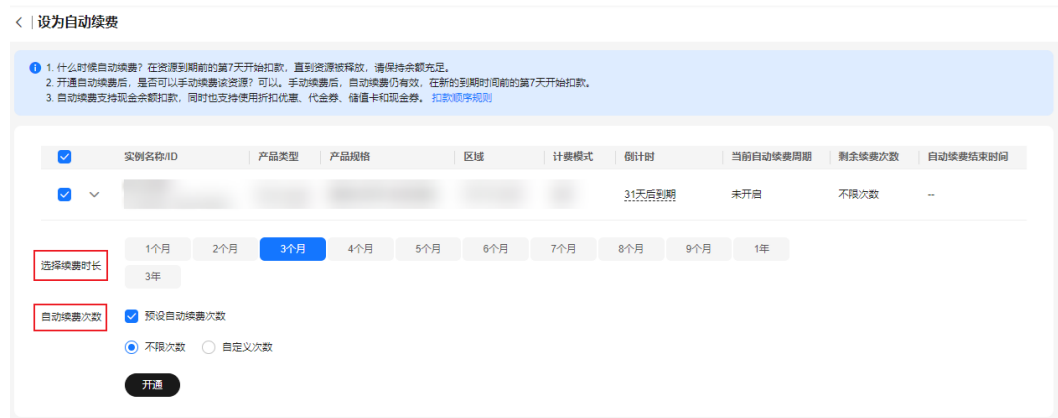 设为自动续费
1. 什么时候自动续费？在资源到期前的第7天开始扣款，直到资源被释放，请保持余额充足。
2. 开通自动续费后，是否可以手动续费该资源？可以。手动续费后，自动续费仍有效，在新的到期时间前的第7天开始扣款。
3. 自动续费支持现金余额扣款，同时也支持使用折扣优惠、代金券、储值卡和现金券。 扣款顺序规则
实例名称/ID 产品类型 产品规格 区域 计费模式 倒计时 当前自动续费周期 剩余续费次数 自动续费结束时间
31天后到期 未开启 不限次数 --
选择续费时长 1个月 2个月 3个月 4个月 5个月 6个月 7个月 8个月 9个月 1年
3年
自动续费次数 预设自动续费次数
不限次数 自定义次数
开通